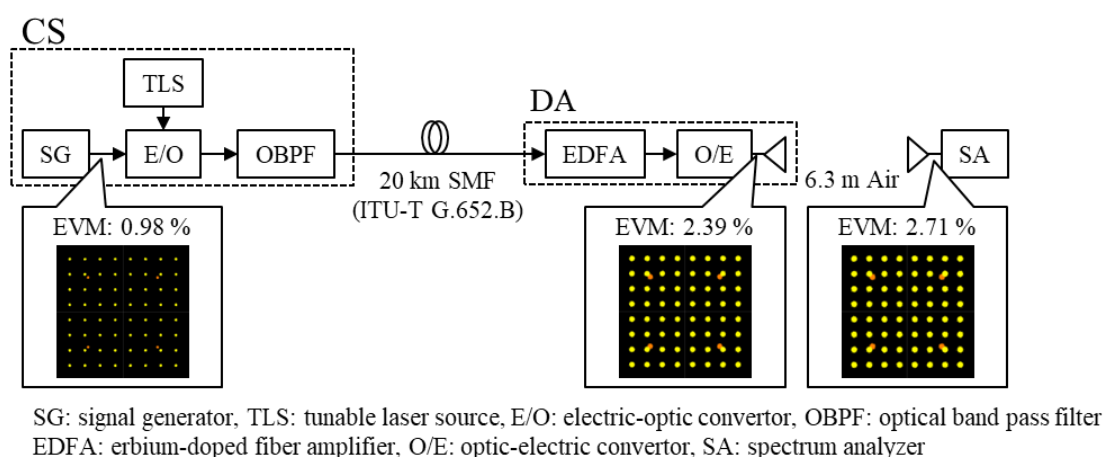 CS
TLS
DA
SG
E/O
OBPF
EDFA
O/E
SA
20 km SMF
(ITU-T G.652.B)
6.3 m Air
EVM: 0.98 %
EVM: 2.39 %
EVM: 2.71 %
SG: signal generator, TLS: tunable laser source, E/O: electric-optic convertor, OBPF: optical band pass filter
EDFA: erbium-doped fiber amplifier, O/E: optic-electric convertor, SA: spectrum analyzer